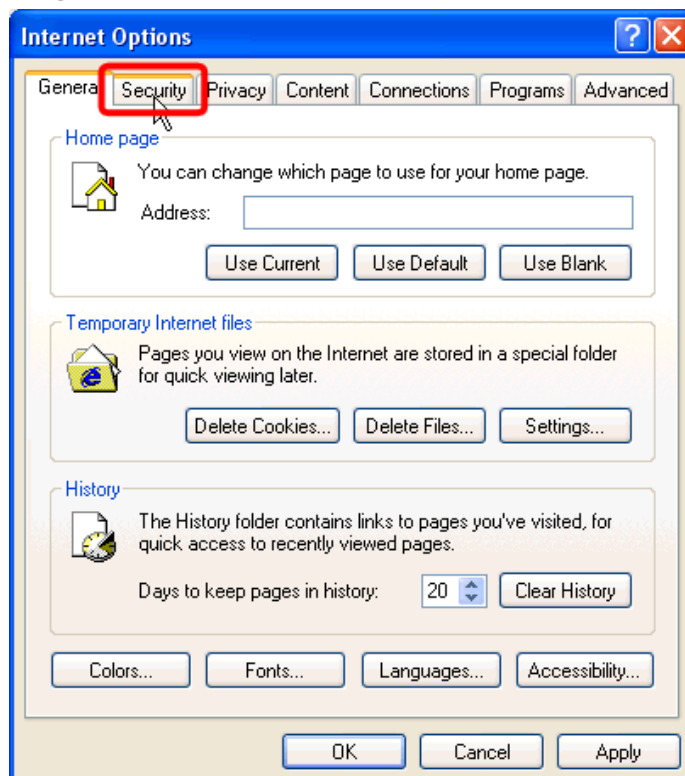 Internet Options
General Security Privacy Content Connections Programs Advanced
Home page
You can change which page to use for your home page.
Address:
Use Current Use Default Use Blank
Temporary Internet files
Pages you view on the Internet are stored in a special folder
for quick viewing later.
Delete Cookies... Delete Files... Settings...
History
The History folder contains links to pages you've visited, for
quick access to recently viewed pages.
Days to keep pages in history: 20 Clear History
Colors... Fonts... Languages... Accessibility...
OK Cancel Apply